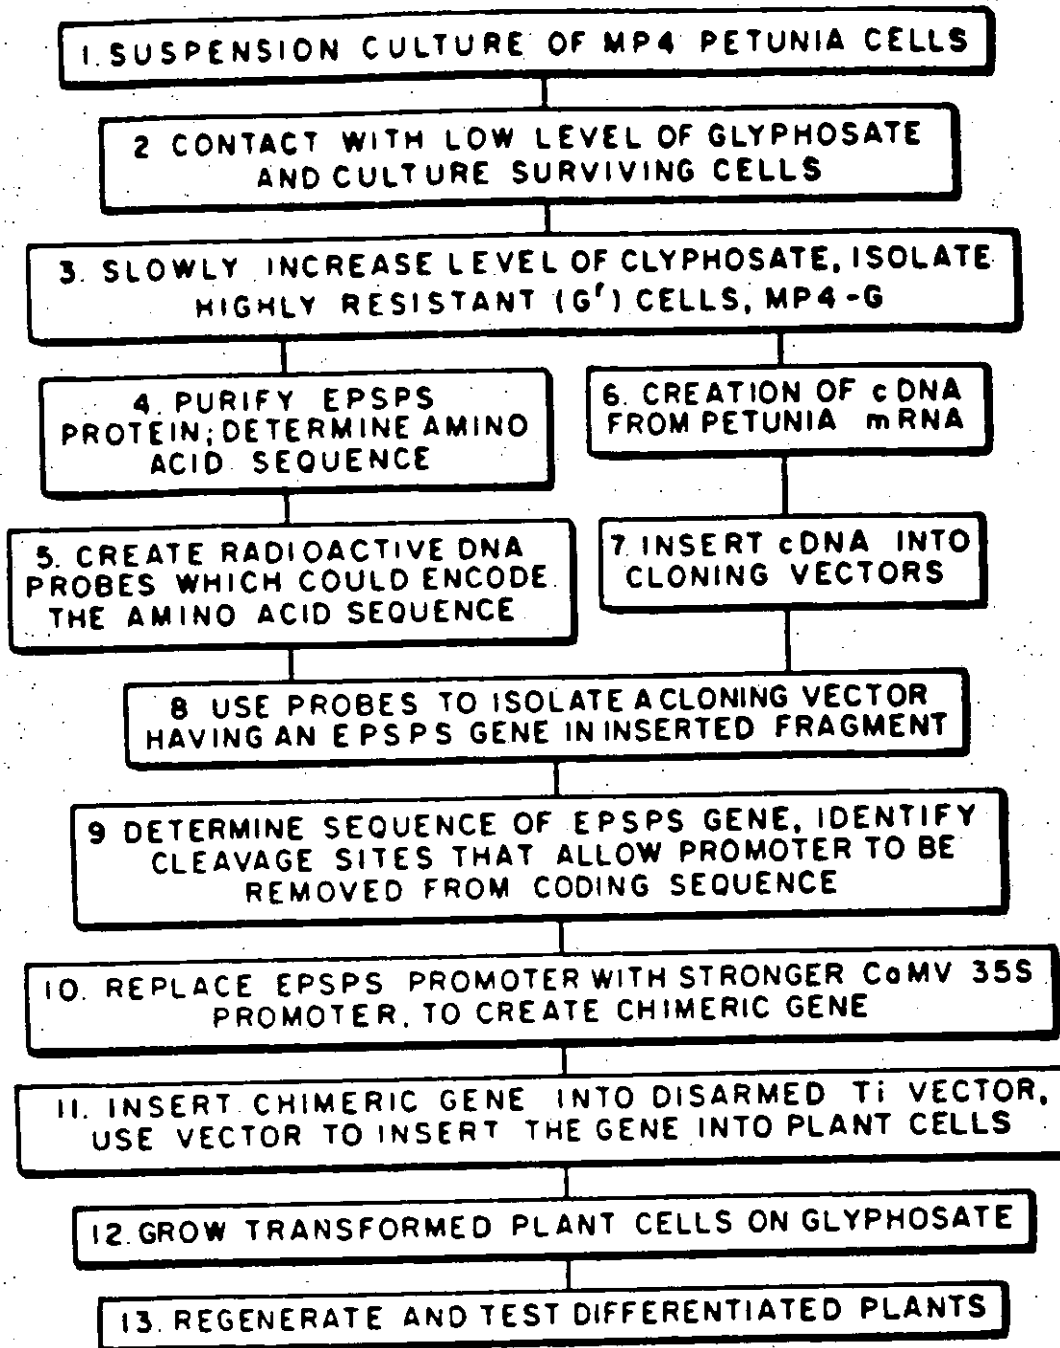 1. SUSPENSION CULTURE OF MP4 PETUNIA CELLS
2 CONTACT WITH LOW LEVEL OF GLYPHOSATE
AND CULTURE SURVIVING CELLS
3. SLOWLY INCREASE LEVEL OF CLYPHOSATE, ISOLATE
HIGHLY RESISTANT (Gʳ) CELLS, MP4-G
4. PURIFY EPSPS
PROTEIN; DETERMINE AMINO
ACID SEQUENCE
5. CREATE RADIOACTIVE DNA
PROBES WHICH COULD ENCODE
THE AMINO ACID SEQUENCE
6. CREATION OF cDNA
FROM PETUNIA mRNA
7 INSERT cDNA INTO
CLONING VECTORS
8 USE PROBES TO ISOLATE A CLONING VECTOR
HAVING AN EPSPS GENE IN INSERTED FRAGMENT
9 DETERMINE SEQUENCE OF EPSPS GENE, IDENTIFY
CLEAVAGE SITES THAT ALLOW PROMOTER TO BE
REMOVED FROM CODING SEQUENCE
10. REPLACE EPSPS PROMOTER WITH STRONGER CaMV 35S
PROMOTER, TO CREATE CHIMERIC GENE
11. INSERT CHIMERIC GENE INTO DISARMED Ti VECTOR,
USE VECTOR TO INSERT THE GENE INTO PLANT CELLS
12. GROW TRANSFORMED PLANT CELLS ON GLYPHOSATE
13. REGENERATE AND TEST DIFFERENTIATED PLANTS